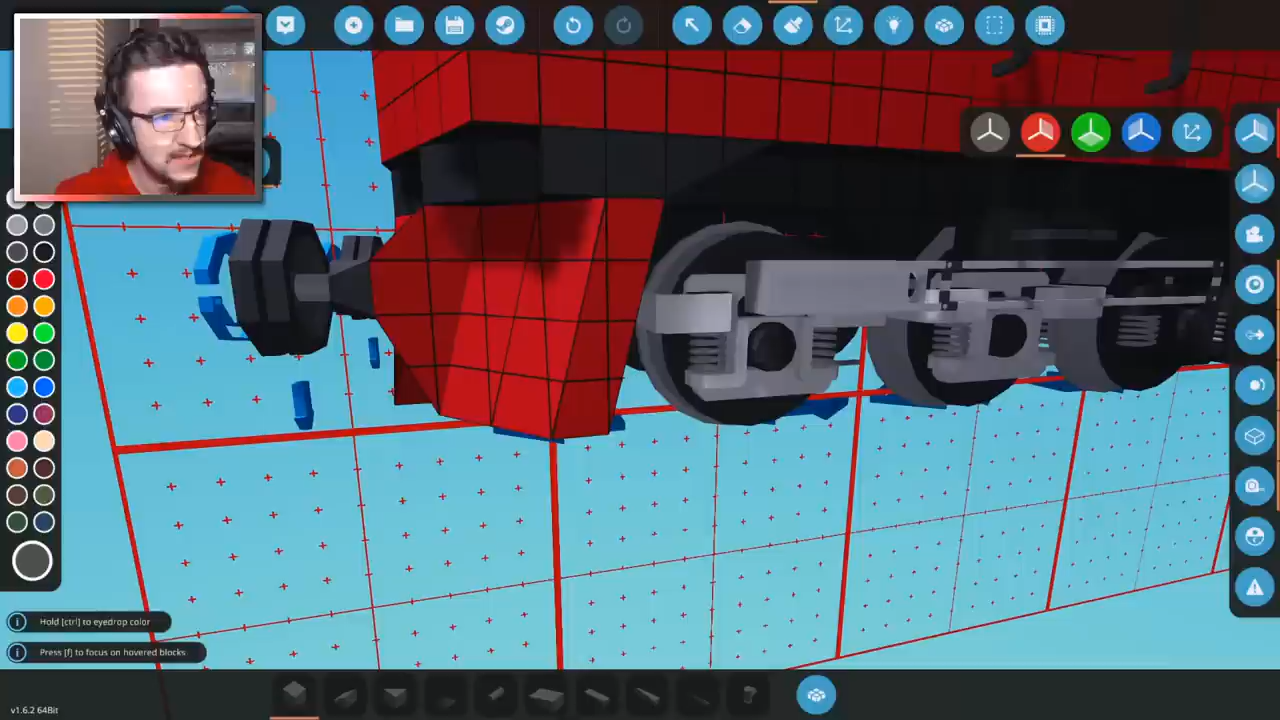 Hold [ctrl] to eyedrop color
Press [f] to focus on hovered blocks
v1.6.2 64Bit